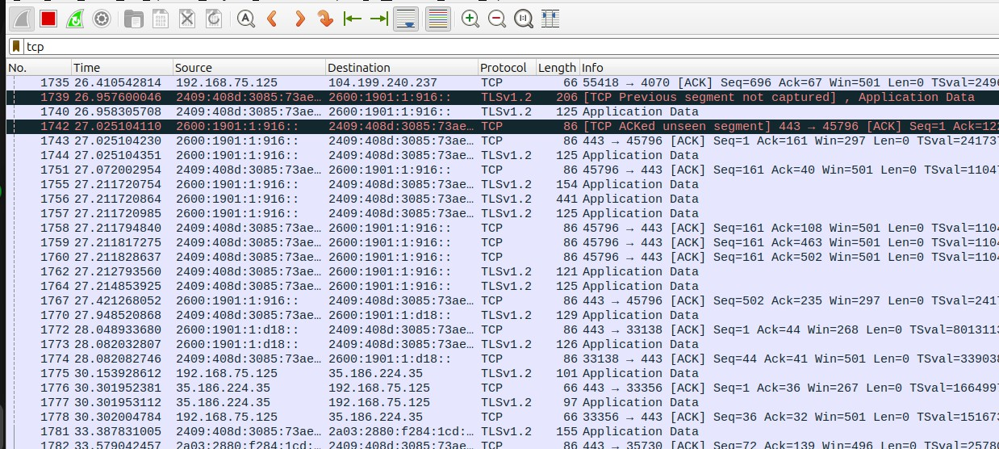 tcp
No. Time Source Destination Protocol Length Info
1735 26.410542814 192.168.75.125 104.199.240.237 TCP 66 55418 → 4070 [ACK] Seq=696 Ack=67 Win=501 Len=0 TSval=2496
1739 26.957600046 2409:408d:3085:73ae… 2600:1901:1:916:: TLSv1.2 206 [TCP Previous segment not captured] , Application Data
1740 26.958305708 2409:408d:3085:73ae… 2600:1901:1:916:: TLSv1.2 125 Application Data
1742 27.025104110 2600:1901:1:916:: 2409:408d:3085:73ae… TCP 86 [TCP ACKed unseen segment] 443 → 45796 [ACK] Seq=1 Ack=122
1743 27.025104230 2600:1901:1:916:: 2409:408d:3085:73ae… TCP 86 443 → 45796 [ACK] Seq=1 Ack=161 Win=297 Len=0 TSval=24173
1744 27.025104351 2600:1901:1:916:: 2409:408d:3085:73ae… TLSv1.2 125 Application Data
1751 27.072002954 2409:408d:3085:73ae… 2600:1901:1:916:: TCP 86 45796 → 443 [ACK] Seq=161 Ack=40 Win=501 Len=0 TSval=11047
1755 27.211720754 2600:1901:1:916:: 2409:408d:3085:73ae… TLSv1.2 154 Application Data
1756 27.211720864 2600:1901:1:916:: 2409:408d:3085:73ae… TLSv1.2 441 Application Data
1757 27.211720985 2600:1901:1:916:: 2409:408d:3085:73ae… TLSv1.2 125 Application Data
1758 27.211794840 2409:408d:3085:73ae… 2600:1901:1:916:: TCP 86 45796 → 443 [ACK] Seq=161 Ack=108 Win=501 Len=0 TSval=1104
1759 27.211817275 2409:408d:3085:73ae… 2600:1901:1:916:: TCP 86 45796 → 443 [ACK] Seq=161 Ack=463 Win=501 Len=0 TSval=1104
1760 27.211828637 2409:408d:3085:73ae… 2600:1901:1:916:: TCP 86 45796 → 443 [ACK] Seq=161 Ack=502 Win=501 Len=0 TSval=1104
1762 27.212793560 2409:408d:3085:73ae… 2600:1901:1:916:: TLSv1.2 121 Application Data
1764 27.214853925 2409:408d:3085:73ae… 2600:1901:1:916:: TLSv1.2 125 Application Data
1767 27.421268052 2600:1901:1:916:: 2409:408d:3085:73ae… TCP 86 443 → 45796 [ACK] Seq=502 Ack=235 Win=297 Len=0 TSval=241
1770 27.948520868 2409:408d:3085:73ae… 2600:1901:1:d18:: TLSv1.2 129 Application Data
1772 28.048933680 2600:1901:1:d18:: 2409:408d:3085:73ae… TCP 86 443 → 33138 [ACK] Seq=1 Ack=44 Win=268 Len=0 TSval=8013113
1773 28.082032807 2600:1901:1:d18:: 2409:408d:3085:73ae… TLSv1.2 126 Application Data
1774 28.082082746 2409:408d:3085:73ae… 2600:1901:1:d18:: TCP 86 33138 → 443 [ACK] Seq=44 Ack=41 Win=501 Len=0 TSval=339038
1775 30.153928612 192.168.75.125 35.186.224.35 TLSv1.2 101 Application Data
1776 30.301952381 35.186.224.35 192.168.75.125 TCP 66 443 → 33356 [ACK] Seq=1 Ack=36 Win=267 Len=0 TSval=166499
1777 30.301953112 35.186.224.35 192.168.75.125 TLSv1.2 97 Application Data
1778 30.302004784 192.168.75.125 35.186.224.35 TCP 66 33356 → 443 [ACK] Seq=36 Ack=32 Win=501 Len=0 TSval=151673
1781 33.387831005 2409:408d:3085:73ae… 2a03:2880:f284:1cd:… TLSv1.2 155 Application Data
1782 33.579042457 2a03:2880:f284:1cd:… 2409:408d:3085:73ae… TCP 86 443 → 35730 [ACK] Seq=72 Ack=139 Win=496 Len=0 TSval=25780